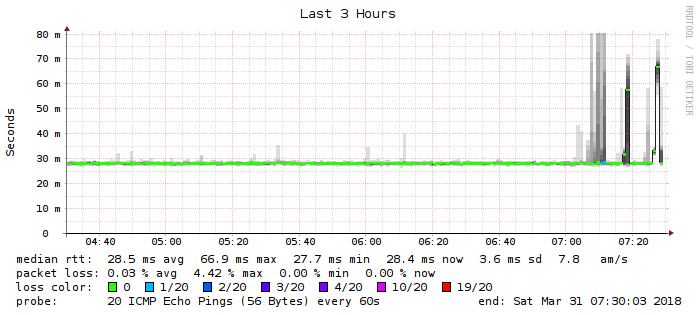 Last 3 Hours
RRDTOOL / TOBI OETIKER
Seconds
80 m
70 m
60 m
50 m
40 m
30 m
20 m
10 m
0
04:40 05:00 05:20 05:40 06:00 06:20 06:40 07:00 07:20
median rtt: 28.5 ms avg 66.9 ms max 27.7 ms min 28.4 ms now 3.6 ms sd 7.8 am/s
packet loss: 0.03 % avg 4.42 % max 0.00 % min 0.00 % now
loss color: 0 1/20 2/20 3/20 4/20 10/20 19/20
probe: 20 ICMP Echo Pings (56 Bytes) every 60s end: Sat Mar 31 07:30:03 2018